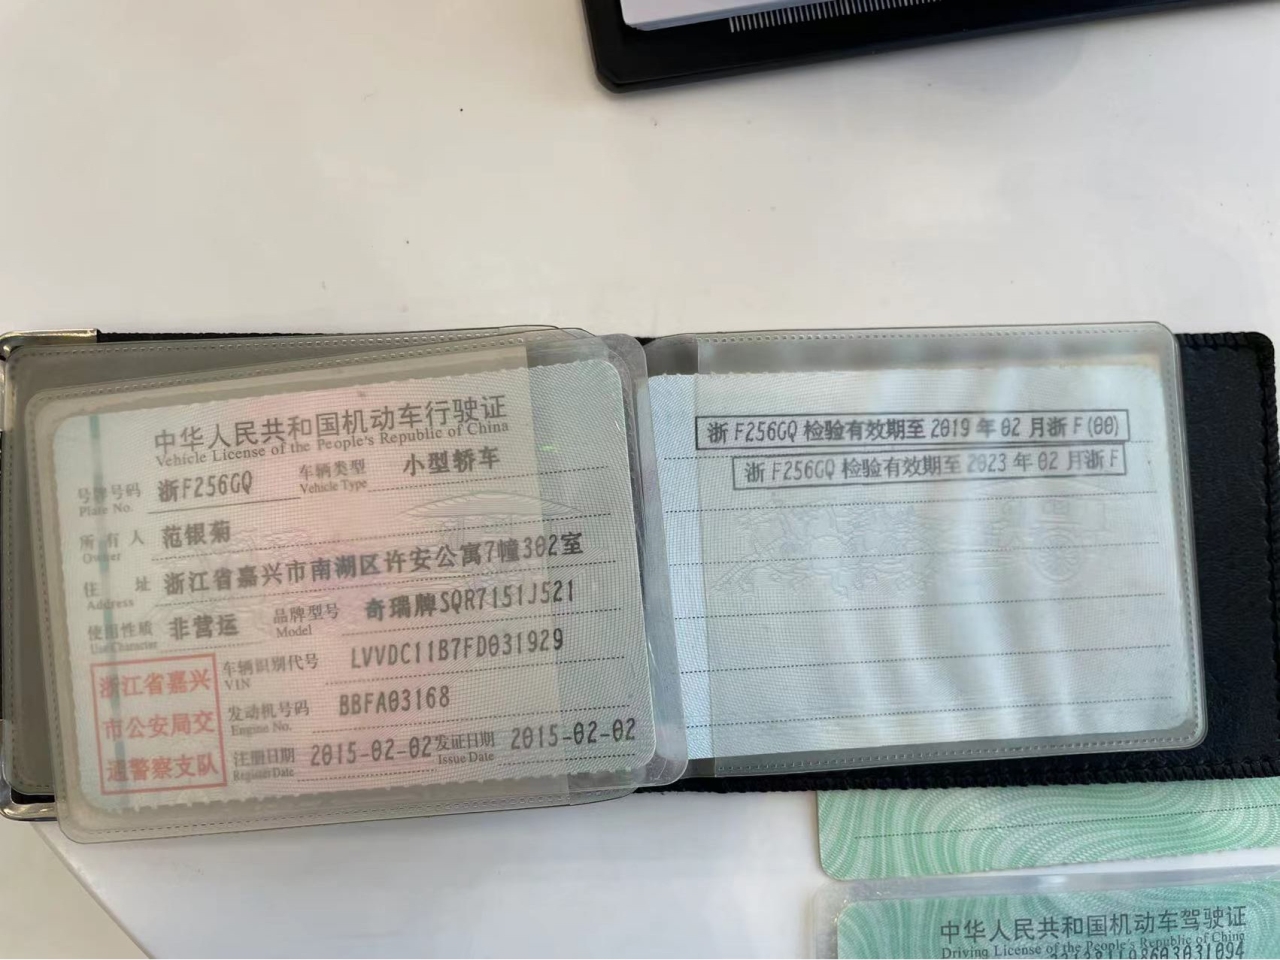 中华人民共和国机动车行驶证
Vehicle License of the People's Republic of China
号牌号码 浙F256GQ 车辆类型 小型轿车
Plate No. Vehicle Type
所有人 范银菊
Owner
住址 浙江省嘉兴市南湖区许安公寓7幢302室
Address
使用性质 非营运 品牌型号 奇瑞牌SQR7151J521
Use Character Model
车辆识别代号 LVVDC11B7FD031929
VIN
发动机号码 BBFA03168
Engine No.
注册日期 2015-02-02 发证日期 2015-02-02
Register Date Issue Date
浙江省嘉兴
市公安局交
通警察支队
浙F256GQ 检验有效期至 2019 年 02 月浙 F(00)
浙F256GQ 检验有效期至 2023 年 02 月浙 F
中华人民共和国机动车驾驶证
Driving License of the People's Republic of China